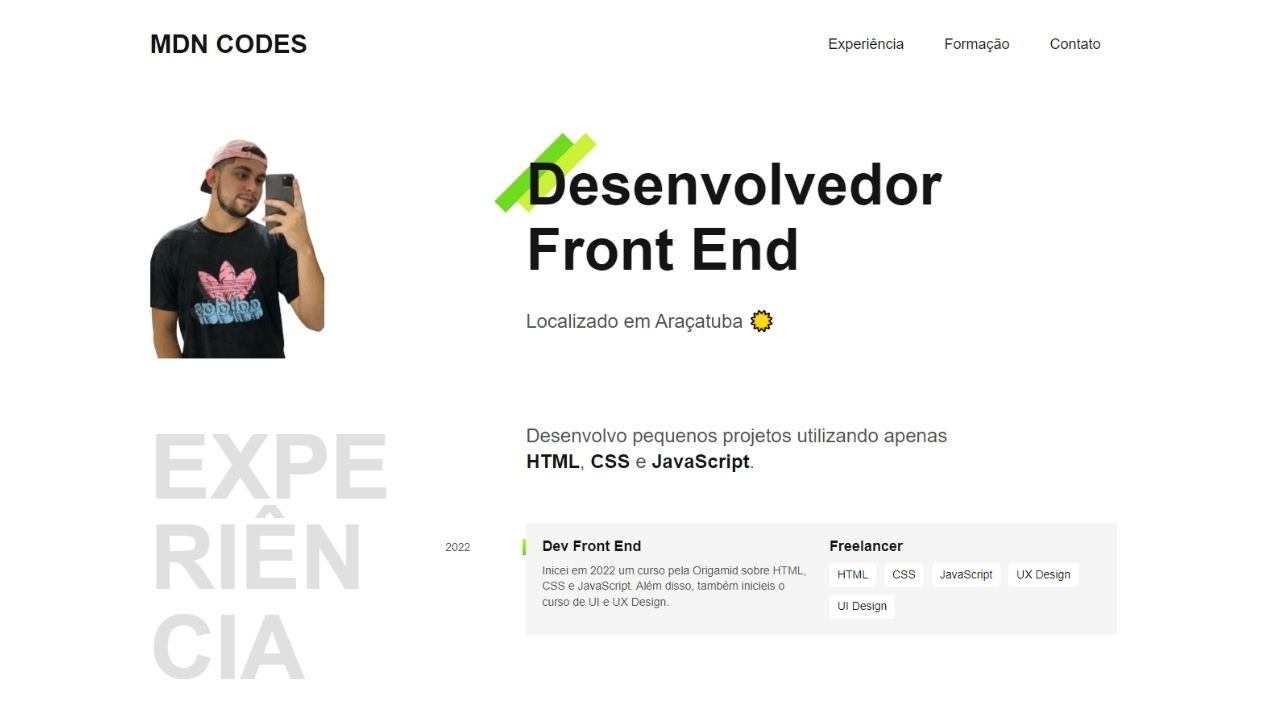 MDN CODES
Experiência Formação Contato
Desenvolvedor
Front End
Localizado em Araçatuba
Desenvolvo pequenos projetos utilizando apenas
HTML, CSS e JavaScript.
EXPE
RIÊN
CIA
2022
Dev Front End
Inicei em 2022 um curso pela Origamid sobre HTML,
CSS e JavaScript. Além disso, também inicieis o
curso de UI e UX Design.
Freelancer
HTML CSS JavaScript UX Design
UI Design